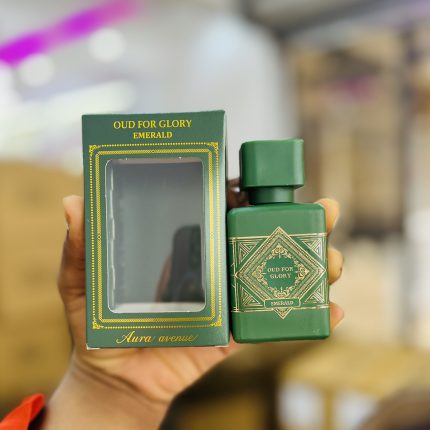 OUD FOR GLORY
EMERALD
Aura avenue
OUD FOR
GLORY
EMERALD